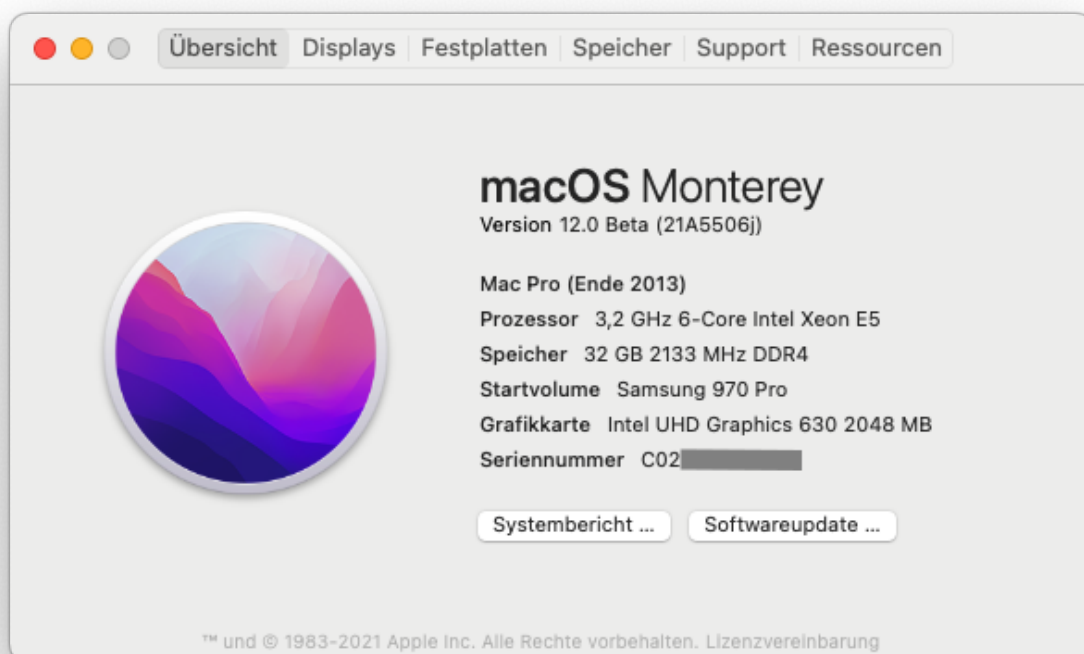 Übersicht Displays Festplatten Speicher Support Ressourcen
macOS Monterey
Version 12.0 Beta (21A5506j)
Mac Pro (Ende 2013)
Prozessor 3,2 GHz 6-Core Intel Xeon E5
Speicher 32 GB 2133 MHz DDR4
Startvolume Samsung 970 Pro
Grafikkarte Intel UHD Graphics 630 2048 MB
Seriennummer C02
Systembericht ... Softwareupdate ...
™ und © 1983-2021 Apple Inc. Alle Rechte vorbehalten. Lizenzvereinbarung